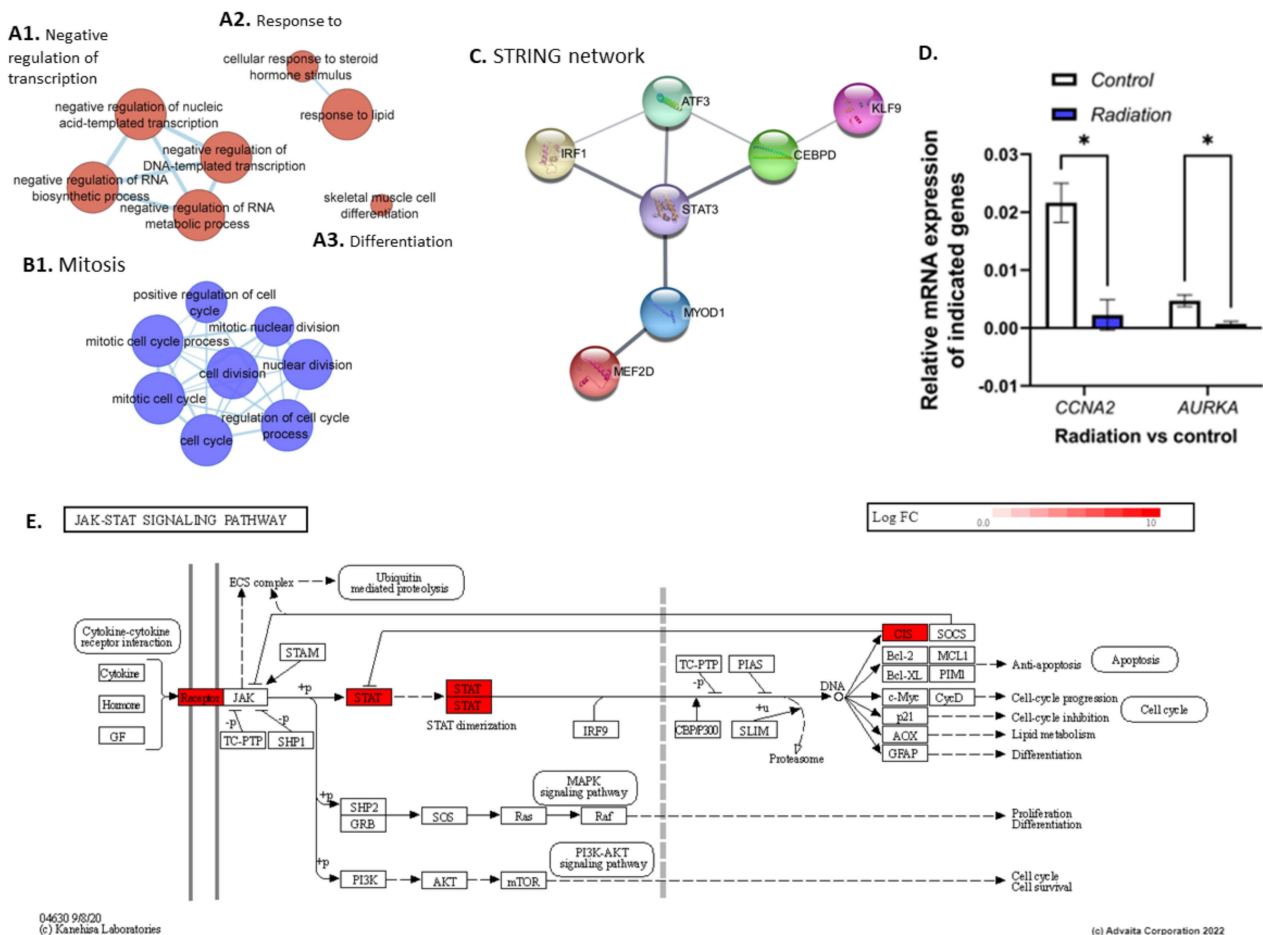 A1. Negative
regulation of
transcription
negative regulation of nucleic
acid-templated transcription
negative regulation of
DNA-templated transcription
negative regulation of RNA
biosynthetic process
negative regulation of RNA
metabolic process
A2. Response to
cellular response to steroid
hormone stimulus
response to lipid
skeletal muscle cell
differentiation
A3. Differentiation
B1. Mitosis
positive regulation of cell
cycle
mitotic nuclear division
mitotic cell cycle process
nuclear division
cell division
mitotic cell cycle
regulation of cell cycle
process
cell cycle
C. STRING network
ATF3
KLF9
IRF1
CEBPD
STAT3
MYOD1
MEF2D
D.
Control
Radiation
Relative mRNA expression
of indicated genes
0.03
0.02
0.01
0.00
-0.01
*
*
CCNA2
AURKA
Radiation vs control
E.
JAK-STAT SIGNALING PATHWAY
Log FC
0.0
10
ECS complex
Ubiquitin
mediated proteolysis
Cytokine-cytokine
receptor interaction
Cytokine
Hormone
GF
STAM
Receptor
JAK
+p
STAT
STAT
STAT
STAT dimerization
-p
-p
TC-PTP
SHP1
IRF9
TC-PTP
PIAS
-p
+u
CBP/P300
SLIM
Proteasome
DNA
CIS
SOCS
Bcl-2
MCL1
Bcl-XL
PIM1
Anti-apoptosis
Apoptosis
c-Myc
CycD
Cell-cycle progression
p21
Cell-cycle inhibition
Cell cycle
AOX
Lipid metabolism
GFAP
Differentiation
+p
SHP2
GRB
SOS
Ras
Raf
MAPK
signaling pathway
Proliferation
Differentiation
+p
PI3K
AKT
mTOR
PI3K-AKT
signaling pathway
Cell cycle
Cell survival
04630 9/8/20
(c) Kanehisa Laboratories
(c) Advaita Corporation 2022